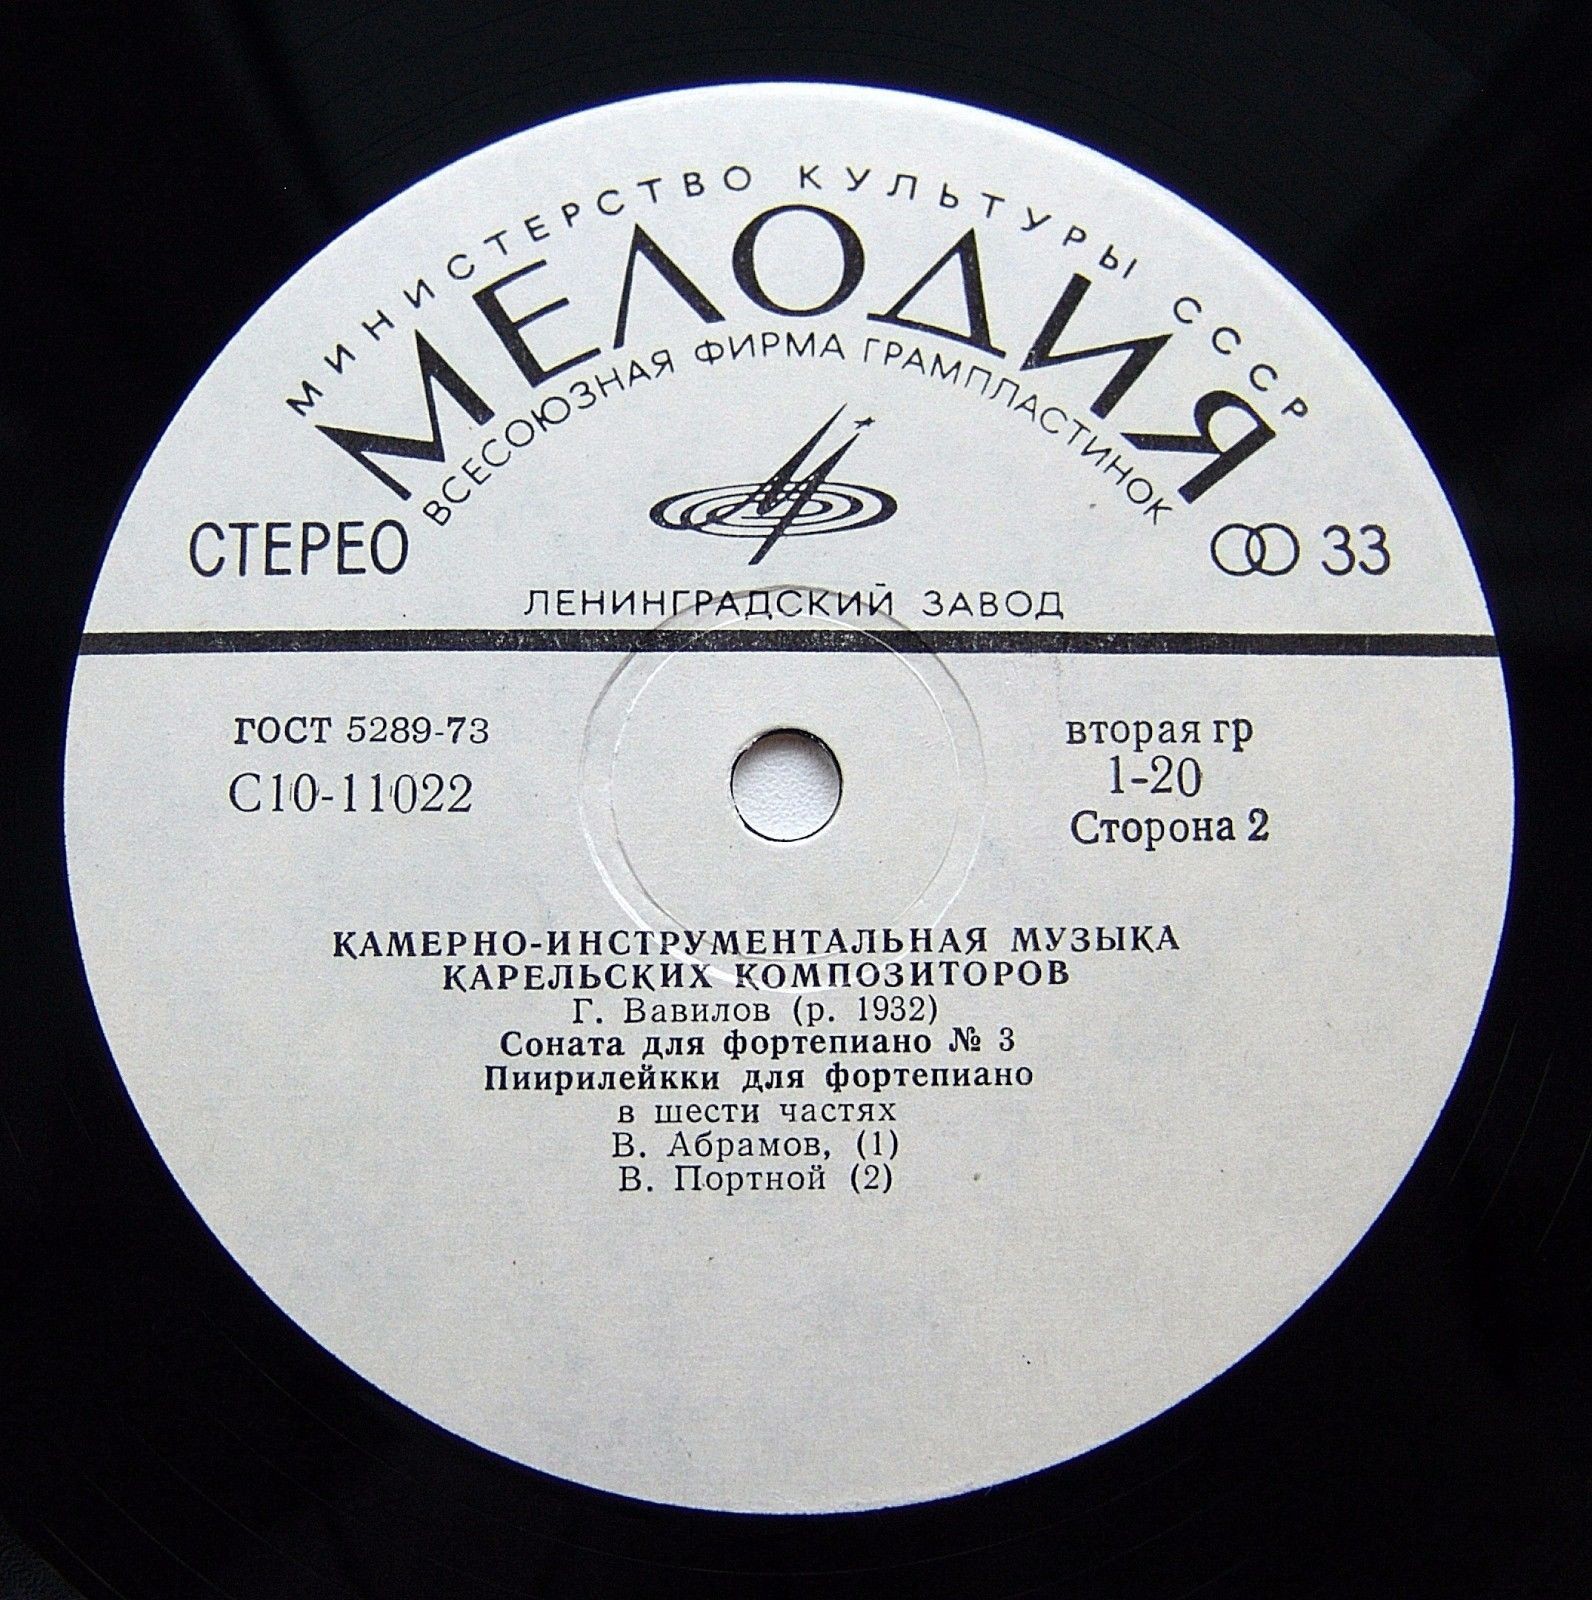 МИНИСТЕРСТВО КУЛЬТУРЫ СССР
МЕЛОДИЯ
ВСЕСОЮЗНАЯ ФИРМА ГРАМПЛАСТИНОК
СТЕРЕО
33
ЛЕНИНГРАДСКИЙ ЗАВОД
ГОСТ 5289-73
С10-11022
вторая гр
1-20
Сторона 2
КАМЕРНО-ИНСТРУМЕНТАЛЬНАЯ МУЗЫКА
КАРЕЛЬСКИХ КОМПОЗИТОРОВ
Г. Вавилов (р. 1932)
Соната для фортепиано № 3
Пиирилейкки для фортепиано
в шести частях
В. Абрамов, (1)
В. Портной (2)